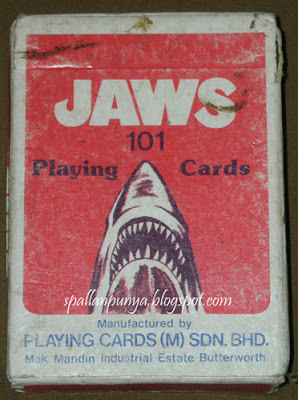 JAWS
101
Playing Cards
spallanpunya.blogspot.com
Manufactured by
PLAYING CARDS (M) SDN. BHD.
Mak Mandin Industrial Estate Butterworth